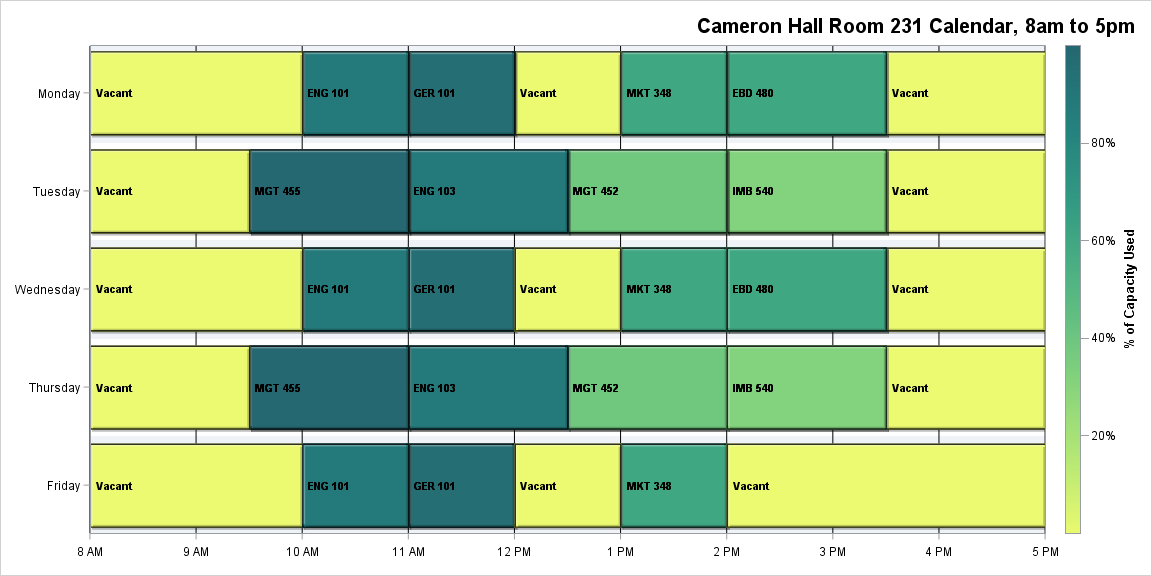 Cameron Hall Room 231 Calendar, 8am to 5pm
Monday Vacant ENG 101 GER 101 Vacant MKT 348 EBD 480 Vacant
Tuesday Vacant MGT 455 ENG 103 MGT 452 IMB 540 Vacant
Wednesday Vacant ENG 101 GER 101 Vacant MKT 348 EBD 480 Vacant
Thursday Vacant MGT 455 ENG 103 MGT 452 IMB 540 Vacant
Friday Vacant ENG 101 GER 101 Vacant MKT 348 Vacant
8 AM 9 AM 10 AM 11 AM 12 PM 1 PM 2 PM 3 PM 4 PM 5 PM
80%
60%
40%
20%
% of Capacity Used